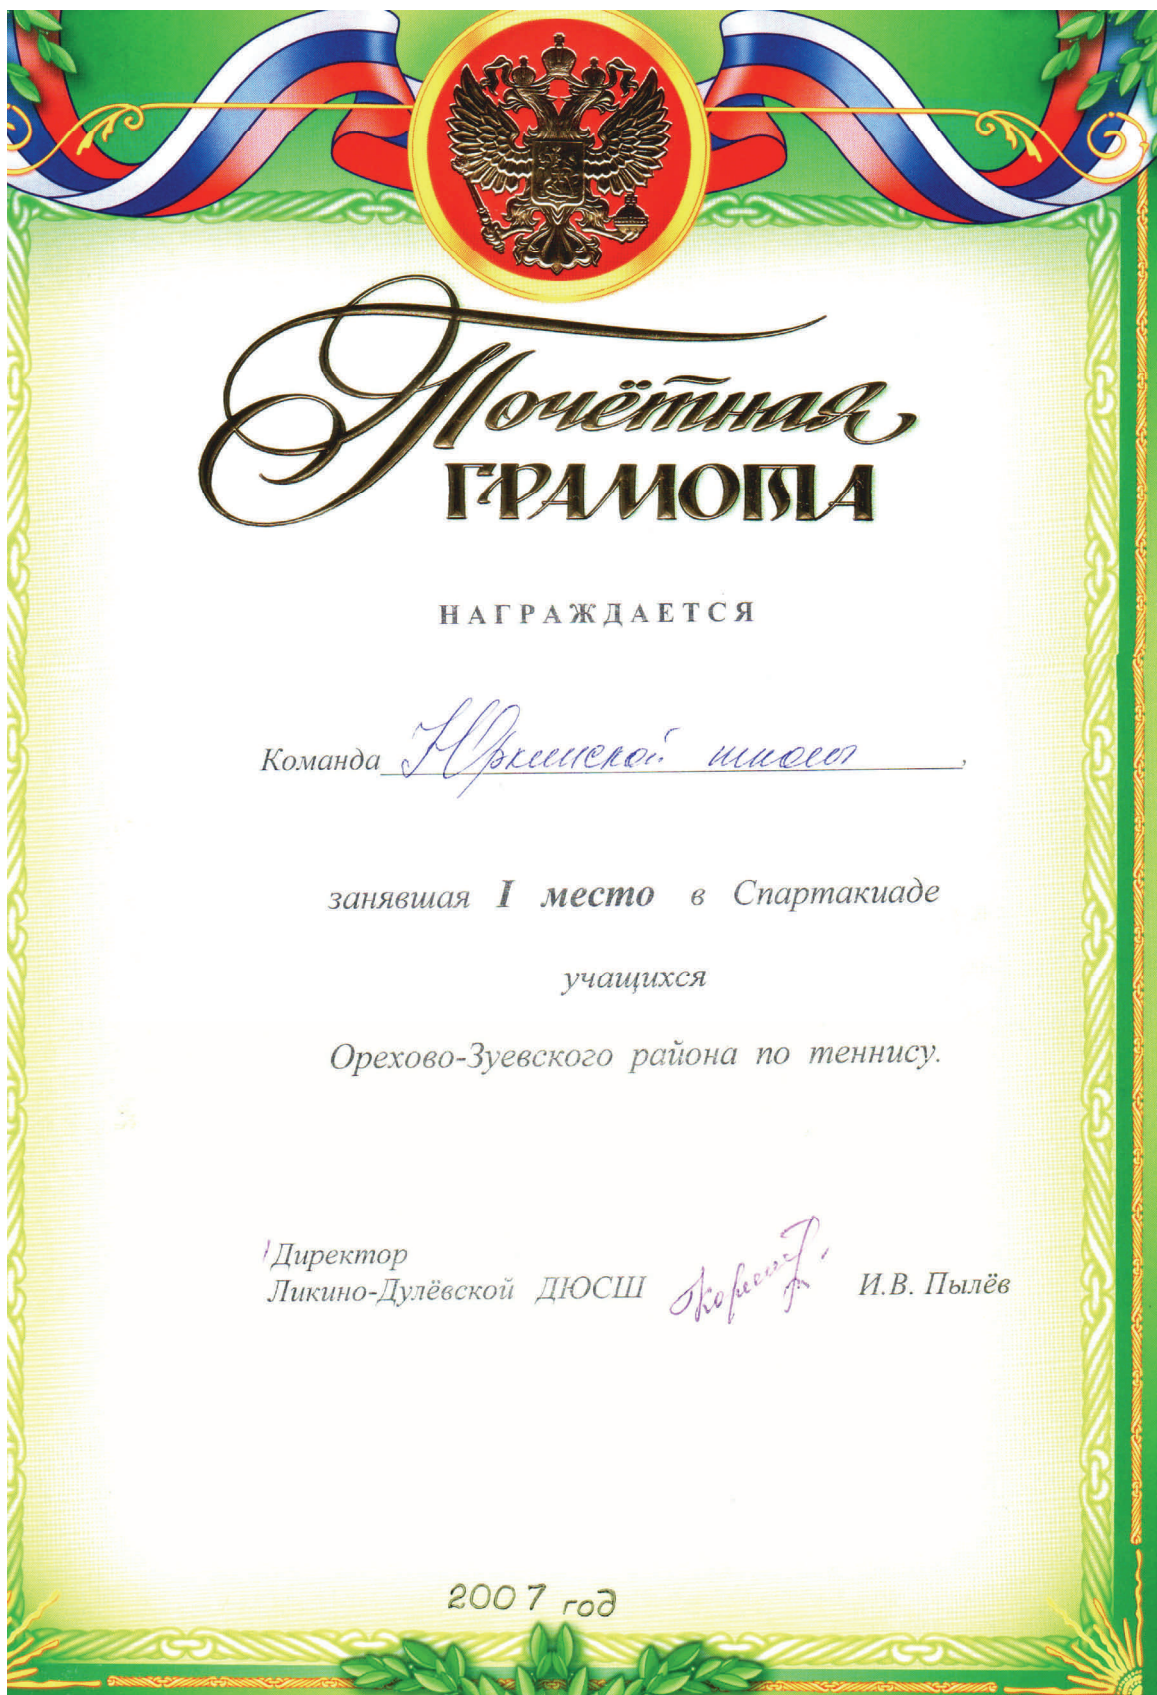 Почётная
ГРАМОТА
НАГРАЖДАЕТСЯ
Команда Юркинской школы,
занявшая I место в Спартакиаде
учащихся
Орехово-Зуевского района по теннису.
Директор
Ликино-Дулёвской ДЮСШ И.В. Пылёв
2007 год